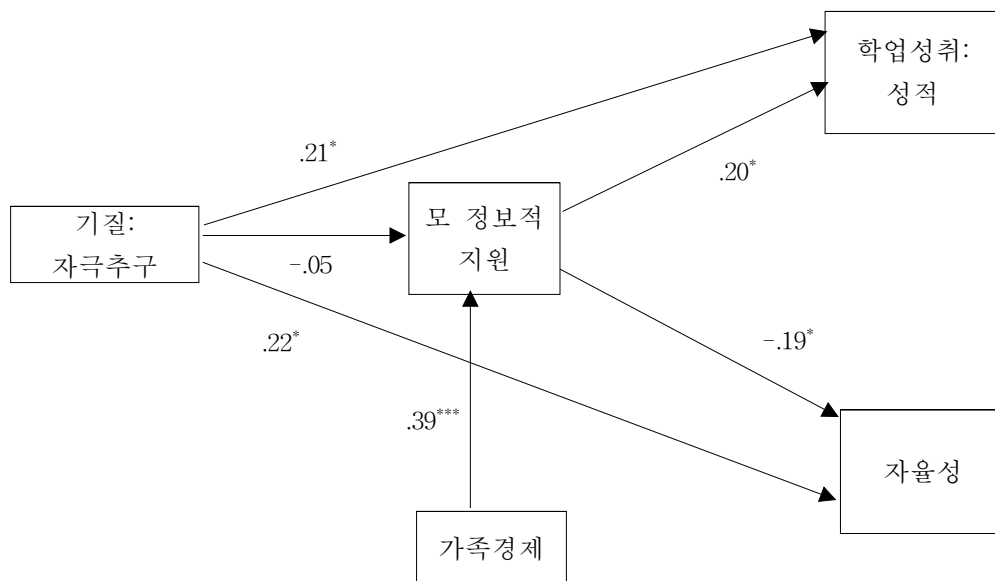 학업성취:
성적
.21*
.20*
기질:
자극추구
모 정보적
지원
-.05
.22*
-.19*
.39***
자율성
가족경제